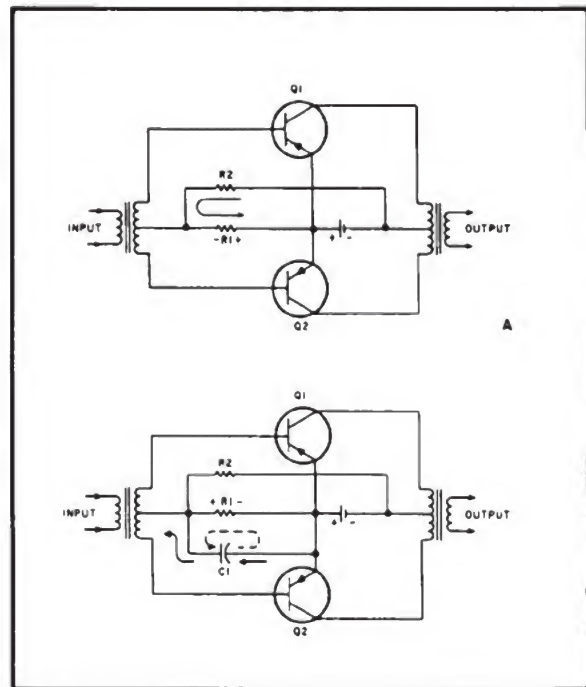 Q1
R2
INPUT
-R1+
+ -
OUTPUT
Q2
A
Q1
R2
INPUT
+R1-
+ -
OUTPUT
C1
Q2